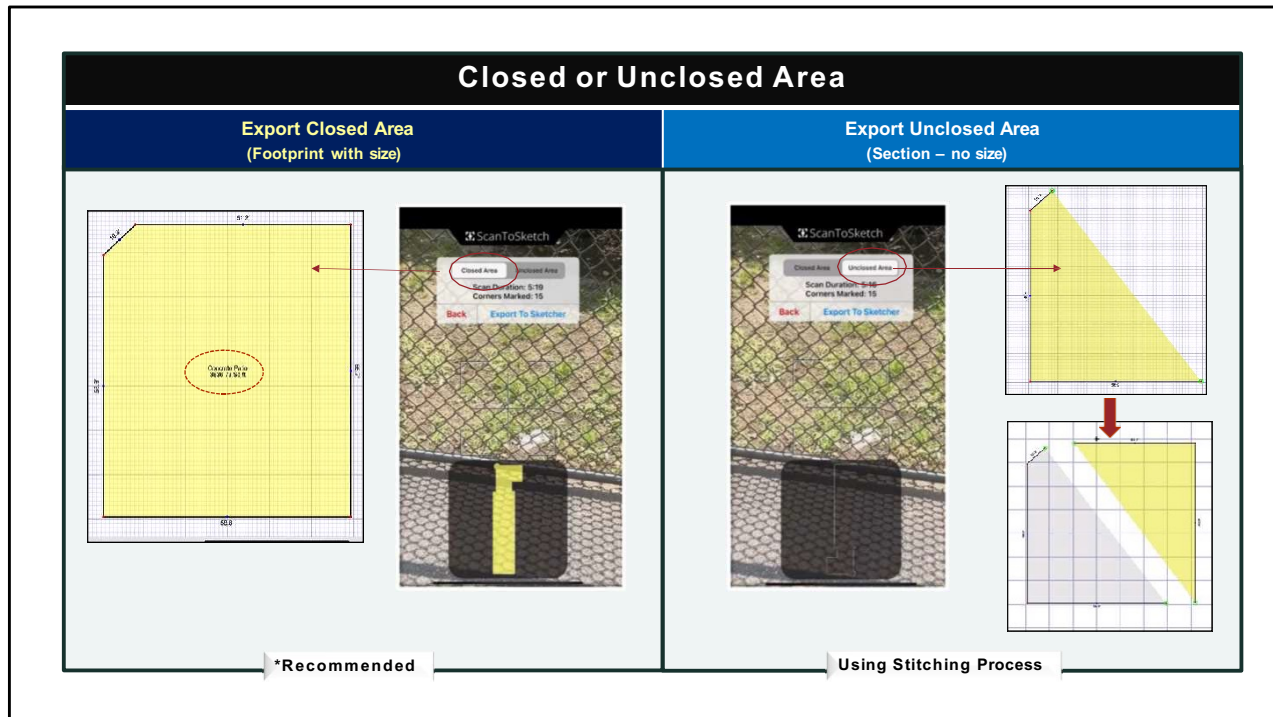 Closed or Unclosed Area
Export Closed Area
(Footprint with size)
Export Unclosed Area
(Section – no size)
ScanToSketch
Closed Area Unclosed Area
Scan Duration: 5:19
Corners Marked: 15
Back Export To Sketcher
Concrete Patio
ScanToSketch
Closed Area Unclosed Area
Scan Duration: 5:16
Corners Marked: 15
Back Export To Sketcher
*Recommended
Using Stitching Process